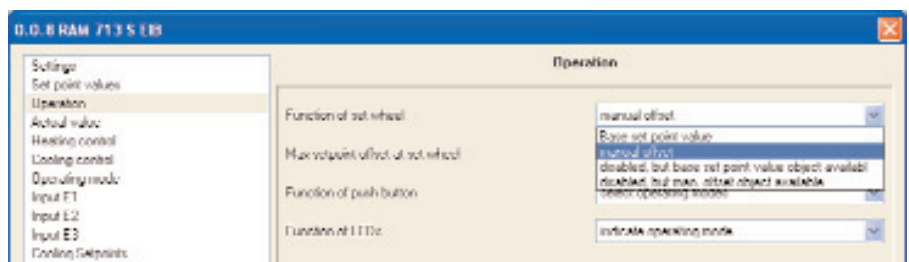 0.0.8 RAM 713 S EIB
Settings
Set point values
Operation
Actual value
Heating control
Cooling control
Operating mode
Input E1
Input E2
Input E3
Cooling Setpoints
Operation
Function of set wheel
manual offset
Base set point value
manual offset
disabled, but base set point value object availabl
disabled, but man. offset object available
Max setpoint offset at set wheel
Function of push button
select operating modes
Function of LEDs
indicate operating mode